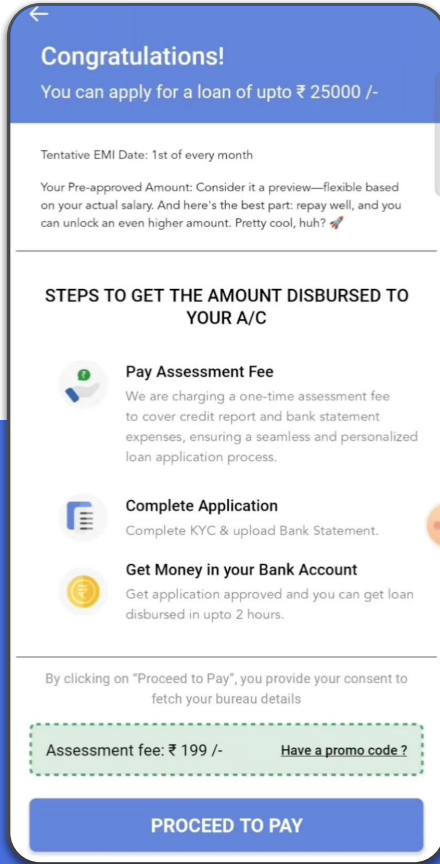 Congratulations!
You can apply for a loan of upto ₹ 25000 /-
Tentative EMI Date: 1st of every month
Your Pre-approved Amount: Consider it a preview—flexible based
on your actual salary. And here's the best part: repay well, and you
can unlock an even higher amount. Pretty cool, huh? 🚀
STEPS TO GET THE AMOUNT DISBURSED TO
YOUR A/C
Pay Assessment Fee
We are charging a one-time assessment fee
to cover credit report and bank statement
expenses, ensuring a seamless and personalized
loan application process.
Complete Application
Complete KYC & upload Bank Statement.
Get Money in your Bank Account
Get application approved and you can get loan
disbursed in upto 2 hours.
By clicking on "Proceed to Pay", you provide your consent to
fetch your bureau details
Assessment fee: ₹ 199 /- Have a promo code ?
PROCEED TO PAY